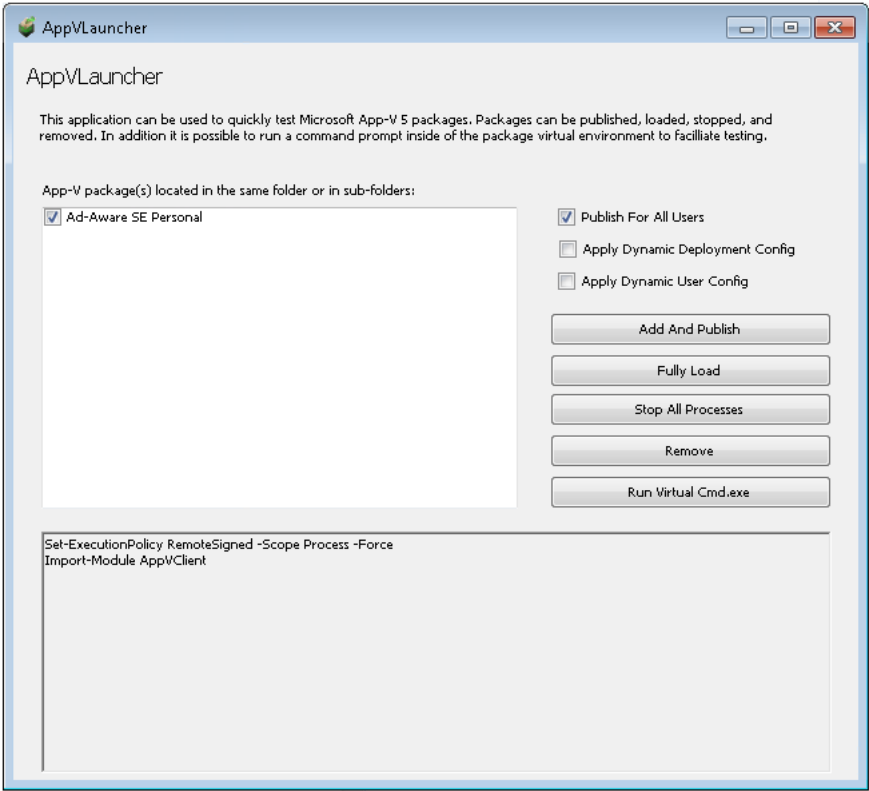 AppVLauncher
AppVLauncher
This application can be used to quickly test Microsoft App-V 5 packages. Packages can be published, loaded, stopped, and
removed. In addition it is possible to run a command prompt inside of the package virtual environment to facilliate testing.
App-V package(s) located in the same folder or in sub-folders:
Ad-Aware SE Personal
Publish For All Users
Apply Dynamic Deployment Config
Apply Dynamic User Config
Add And Publish
Fully Load
Stop All Processes
Remove
Run Virtual Cmd.exe
Set-ExecutionPolicy RemoteSigned -Scope Process -Force
Import-Module AppVClient